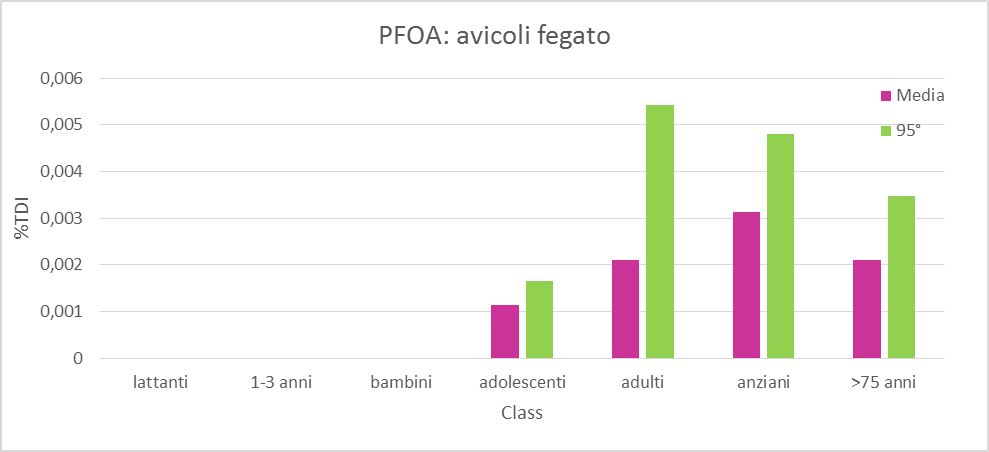 PFOA: avicoli fegato
0,006
0,005
0,004
0,003
0,002
0,001
0
%TDI
Media
95°
lattanti 1-3 anni bambini adolescenti adulti anziani >75 anni
Class